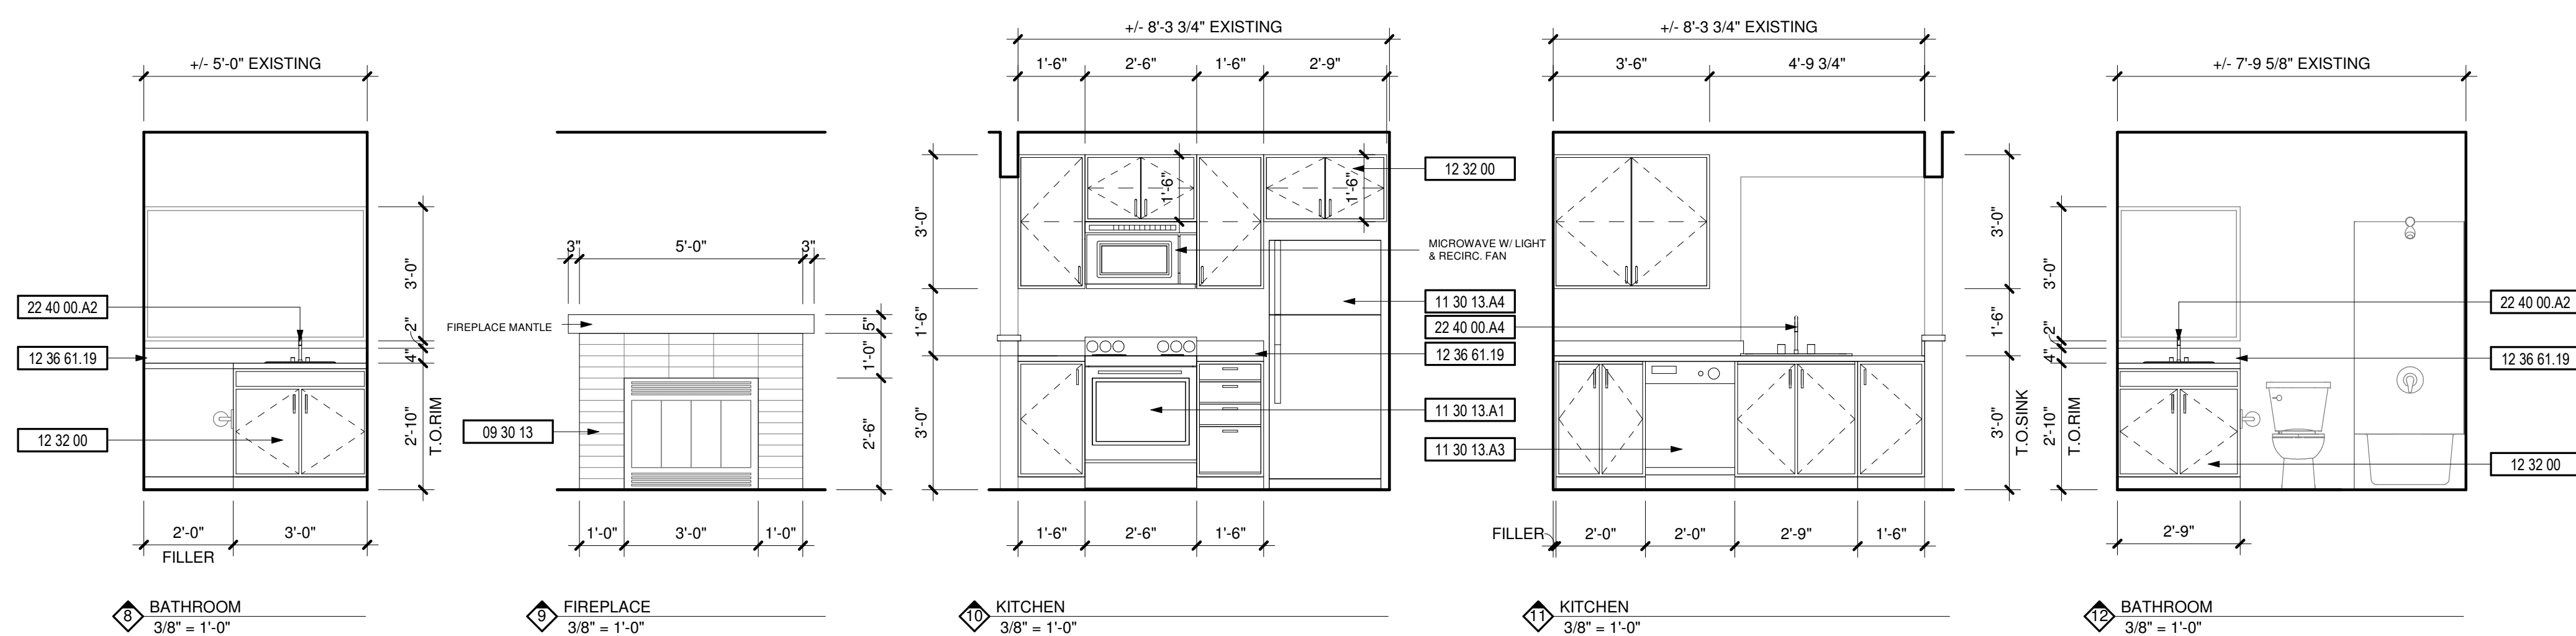 +/- 5'-0" EXISTING
3'-0"
2"
4"
2'-10"
T.O.RIM
22 40 00.A2
12 36 61.19
12 32 00
2'-0"
3'-0"
FILLER
8
BATHROOM
3/8" = 1'-0"
3"
5'-0"
3"
FIREPLACE MANTLE
09 30 13
5"
1'-0"
2'-6"
1'-0"
3'-0"
1'-0"
9
FIREPLACE
3/8" = 1'-0"
+/- 8'-3 3/4" EXISTING
1'-6"
2'-6"
1'-6"
2'-9"
3'-0"
1'-6"
3'-0"
1'-6"
1'-6"
12 32 00
MICROWAVE W/ LIGHT
& RECIRC. FAN
11 30 13.A4
22 40 00.A4
12 36 61.19
11 30 13.A1
11 30 13.A3
1'-6"
2'-6"
1'-6"
10
KITCHEN
3/8" = 1'-0"
+/- 8'-3 3/4" EXISTING
3'-6"
4'-9 3/4"
3'-0"
1'-6"
3'-0"
T.O.SINK
FILLER
2'-0"
2'-0"
2'-9"
1'-6"
11
KITCHEN
3/8" = 1'-0"
+/- 7'-9 5/8" EXISTING
3'-0"
2"
4"
2'-10"
T.O.RIM
22 40 00.A2
12 36 61.19
12 32 00
2'-9"
12
BATHROOM
3/8" = 1'-0"